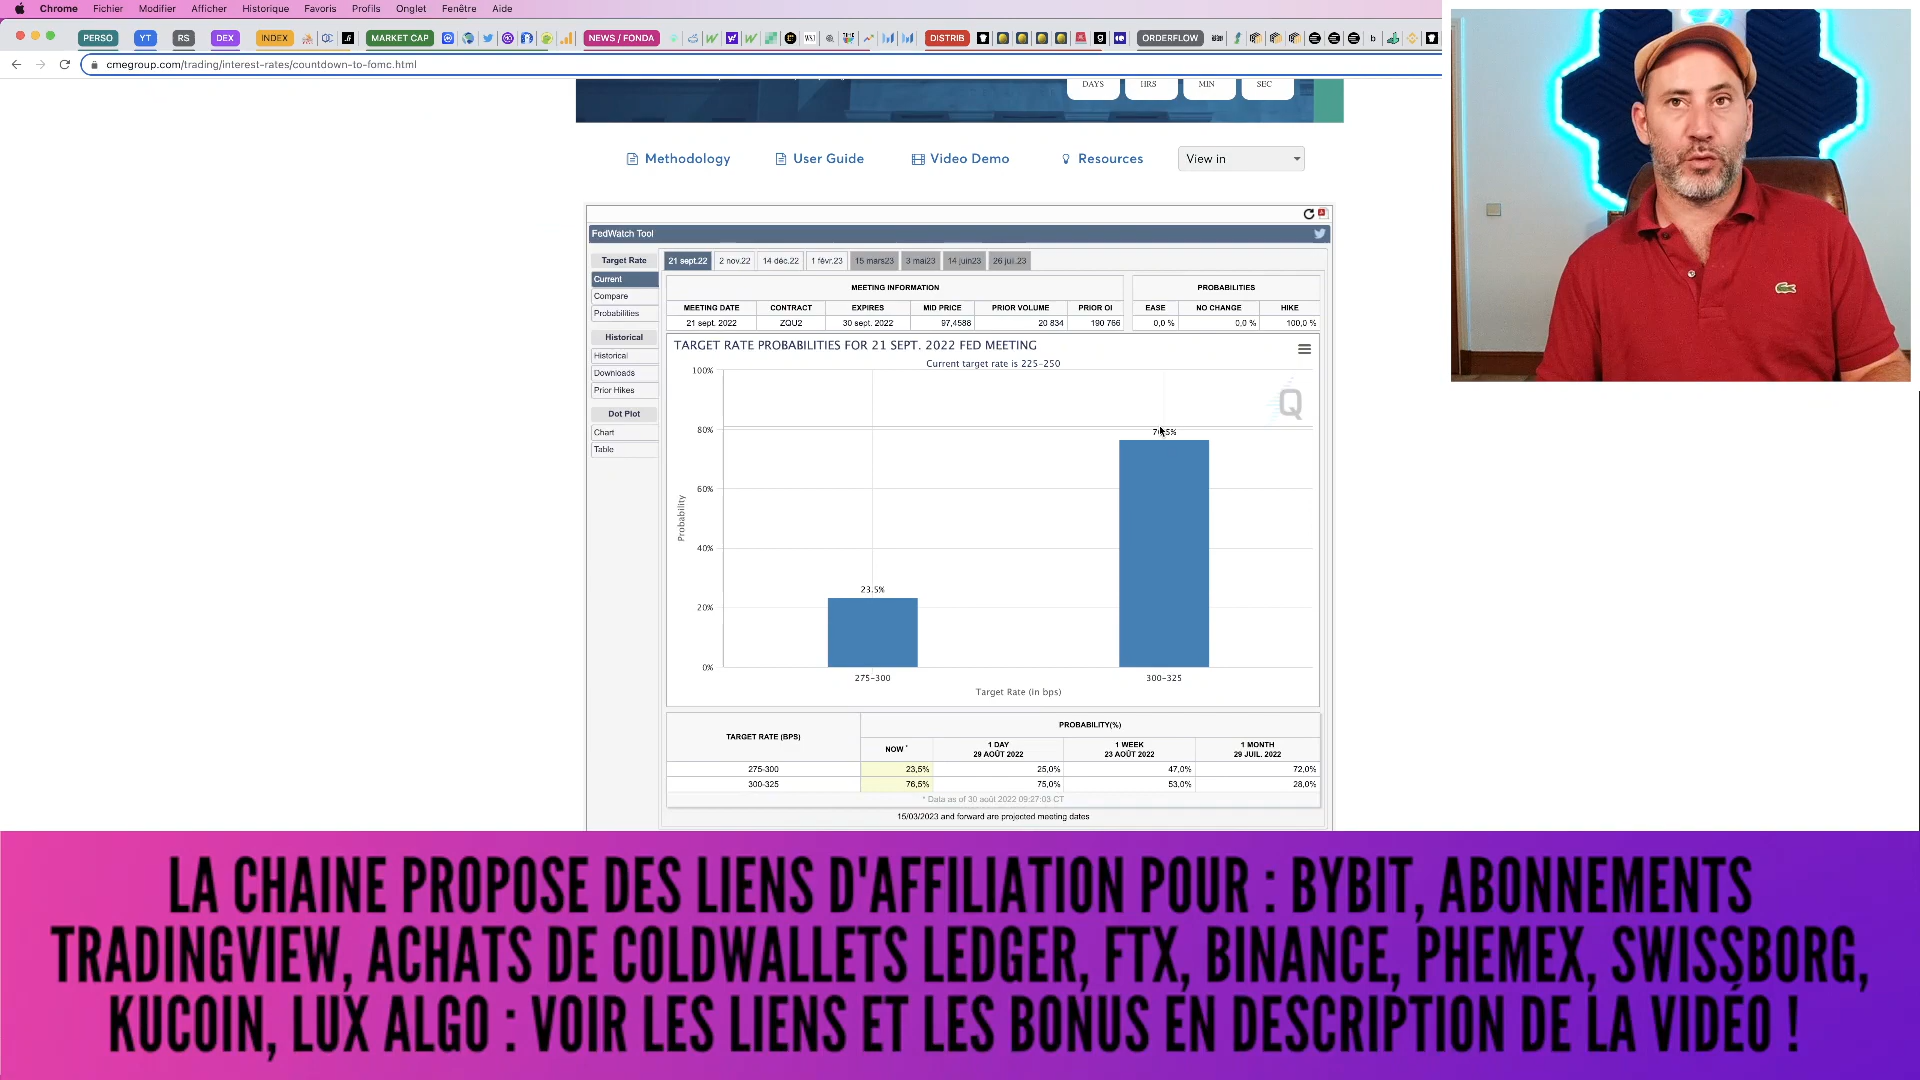 Chrome Fichier Modifier Afficher Historique Favoris Profils Onglet Fenêtre Aide
PERSO YT RS DEX INDEX MARKET CAP NEWS / FONDA DISTRIB ORDERFLOW
cmegroup.com/trading/interest-rates/countdown-to-fomc.html
DAYS HRS MIN SEC
Methodology User Guide Video Demo Resources View in
FedWatch Tool
Target Rate 21 sept.22 2 nov.22 14 déc.22 1 févr.23 15 mars23 3 mai23 14 juin23 26 juil.23
Current
Compare
Probabilities
Historical
Historical
Downloads
Prior Hikes
Dot Plot
Chart
Table
MEETING INFORMATION
MEETING DATE CONTRACT EXPIRES MID PRICE PRIOR VOLUME PRIOR OI
21 sept. 2022 ZQU2 30 sept. 2022 97,4588 20 834 190 766
PROBABILITIES
EASE NO CHANGE HIKE
0,0 % 0,0 % 100,0 %
TARGET RATE PROBABILITIES FOR 21 SEPT. 2022 FED MEETING
Current target rate is 225-250
Q
100%
80%
60%
40%
20%
0%
Probability
23.5%
275-300 300-325
Target Rate (in bps)
TARGET RATE (BPS) PROBABILITY(%)
NOW * 1 DAY 1 WEEK 1 MONTH
29 AOÛT 2022 23 AOÛT 2022 29 JUIL. 2022
275-300 23,5% 25,0% 47,0% 72,0%
300-325 76,5% 75,0% 53,0% 28,0%
* Data as of 30 août 2022 09:27:03 CT
15/03/2023 and forward are projected meeting dates
LA CHAINE PROPOSE DES LIENS D'AFFILIATION POUR : BYBIT, ABONNEMENTS
TRADINGVIEW, ACHATS DE COLDWALLETS LEDGER, FTX, BINANCE, PHEMEX, SWISSBORG,
KUCOIN, LUX ALGO : VOIR LES LIENS ET LES BONUS EN DESCRIPTION DE LA VIDÉO !